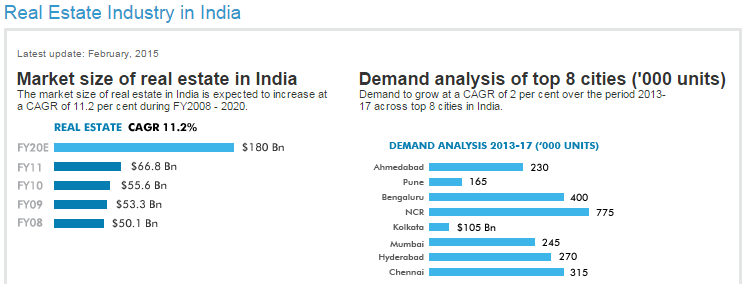 Real Estate Industry in India
Latest update: February, 2015
Market size of real estate in India
The market size of real estate in India is expected to increase at
a CAGR of 11.2 per cent during FY2008 - 2020.
REAL ESTATE CAGR 11.2%
FY20E $180 Bn
FY11 $66.8 Bn
FY10 $55.6 Bn
FY09 $53.3 Bn
FY08 $50.1 Bn
Demand analysis of top 8 cities ('000 units)
Demand to grow at a CAGR of 2 per cent over the period 2013-
17 across top 8 cities in India.
DEMAND ANALYSIS 2013-17 ('000 UNITS)
Ahmedabad 230
Pune 165
Bengaluru 400
NCR 775
Kolkata $105 Bn
Mumbai 245
Hyderabad 270
Chennai 315